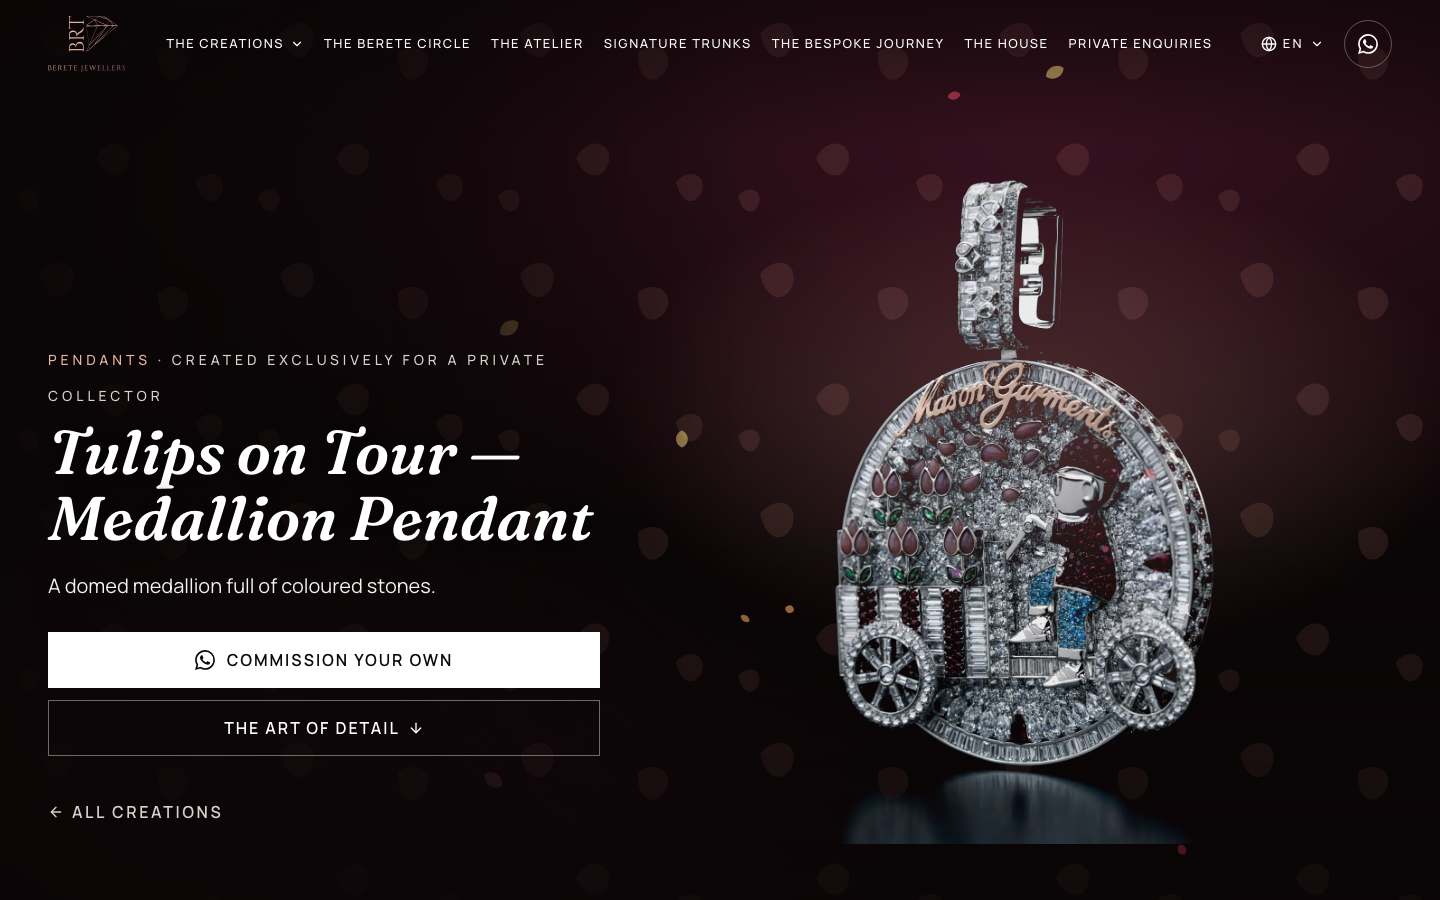 BRT
BERETE JEWELLERS
THE CREATIONS
THE BERETE CIRCLE
THE ATELIER
SIGNATURE TRUNKS
THE BESPOKE JOURNEY
THE HOUSE
PRIVATE ENQUIRIES
EN
PENDANTS · CREATED EXCLUSIVELY FOR A PRIVATE
COLLECTOR
Tulips on Tour —
Medallion Pendant
A domed medallion full of coloured stones.
COMMISSION YOUR OWN
THE ART OF DETAIL ↓
← ALL CREATIONS
Mason Garments